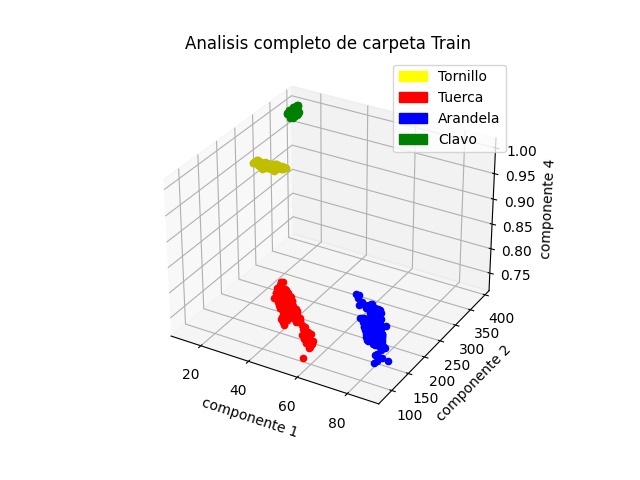 Analisis completo de carpeta Train
Tornillo
Tuerca
Arandela
Clavo
1.00
0.95
0.90
0.85
0.80
0.75
componente 4
400
350
300
250
200
150
100
componente 2
20
40
60
80
componente 1